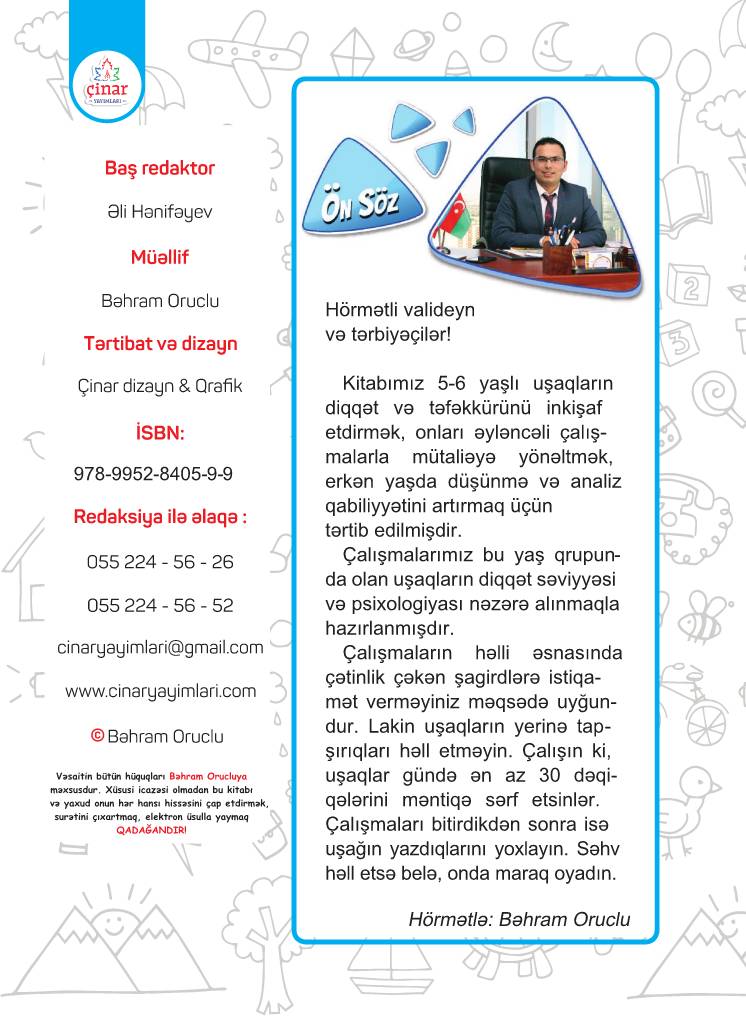 çinar
YAYIMLARI
Baş redaktor
Əli Hənifəyev
Müəllif
Bəhram Oruclu
Tərtibat və dizayn
Çinar dizayn & Qrafik
İSBN:
978-9952-8405-9-9
Redaksiya ilə əlaqə :
055 224 - 56 - 26
055 224 - 56 - 52
cinaryayimlari@gmail.com
www.cinaryayimlari.com
© Bəhram Oruclu
Vəsaitin bütün hüquqları Bəhram Orucluya
məxsusdur. Xüsusi icazəsi olmadan bu kitabı
və yaxud onun hər hansı hissəsini çap etdirmək,
surətini çıxartmaq, elektron üsulla yaymaq
QADAĞANDIR!
ÖN SÖZ
Hörmətli valideyn
və tərbiyəçilər!
Kitabımız 5-6 yaşlı uşaqların
diqqət və təfəkkürünü inkişaf
etdirmək, onları əyləncəli çalış-
malarla mütaliəyə yönəltmək,
erkən yaşda düşünmə və analiz
qabiliyyətini artırmaq üçün
tərtib edilmişdir.
Çalışmalarımız bu yaş qrupun-
da olan uşaqların diqqət səviyyəsi
və psixologiyası nəzərə alınmaqla
hazırlanmışdır.
Çalışmaların həlli əsnasında
çətinlik çəkən şagirdlərə istiqa-
mət verməyiniz məqsədə uyğun-
dur. Lakin uşaqların yerinə tap-
şırıqları həll etməyin. Çalışın ki,
uşaqlar gündə ən az 30 dəqi-
qələrini məntiqə sərf etsinlər.
Çalışmaları bitirdikdən sonra isə
uşağın yazdıqlarını yoxlayın. Səhv
həll etsə belə, onda maraq oyadın.
Hörmətlə: Bəhram Oruclu
2
3